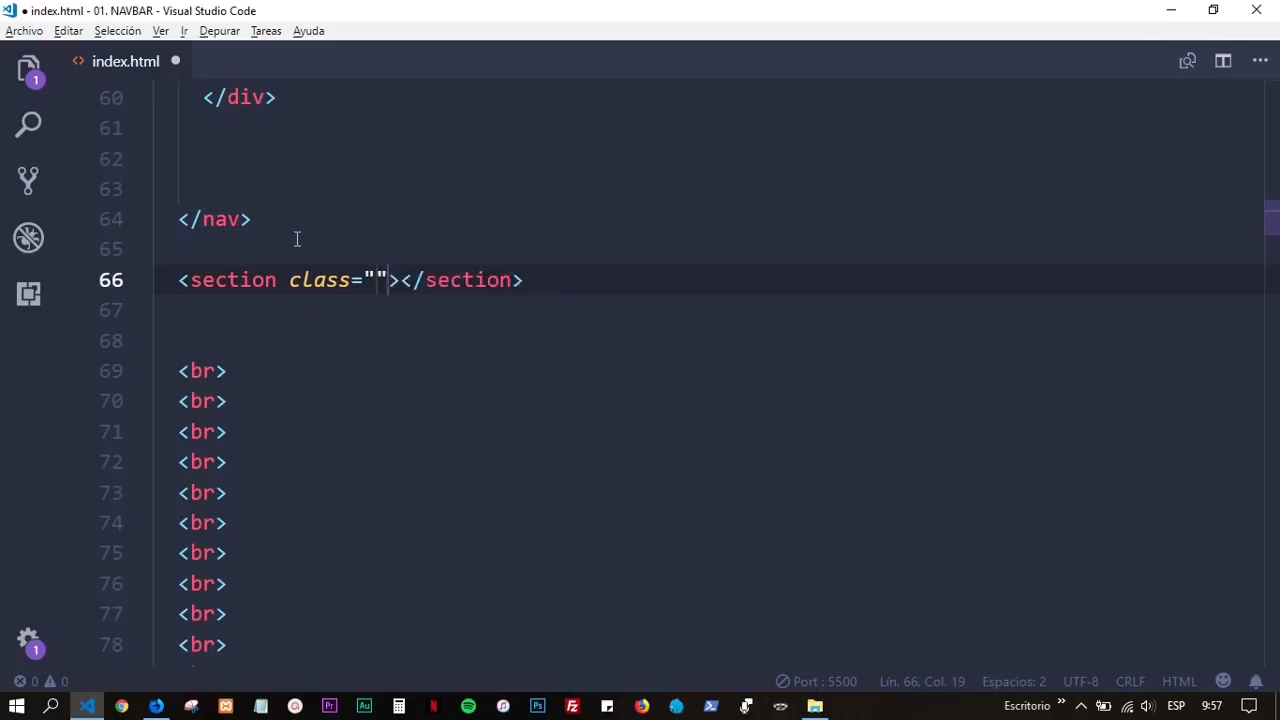 index.html - 01. NAVBAR - Visual Studio Code
Archivo Editar Selección Ver Ir Depurar Tareas Ayuda
index.html
60 </div>
61
62
63
64 </nav>
65
66 <section class=""></section>
67
68
69 <br>
70 <br>
71 <br>
72 <br>
73 <br>
74 <br>
75 <br>
76 <br>
77 <br>
78 <br>
1
1
0 0 Port : 5500 Lín. 66, Col. 19 Espacios: 2 UTF-8 CRLF HTML
Escritorio ESP 9:57